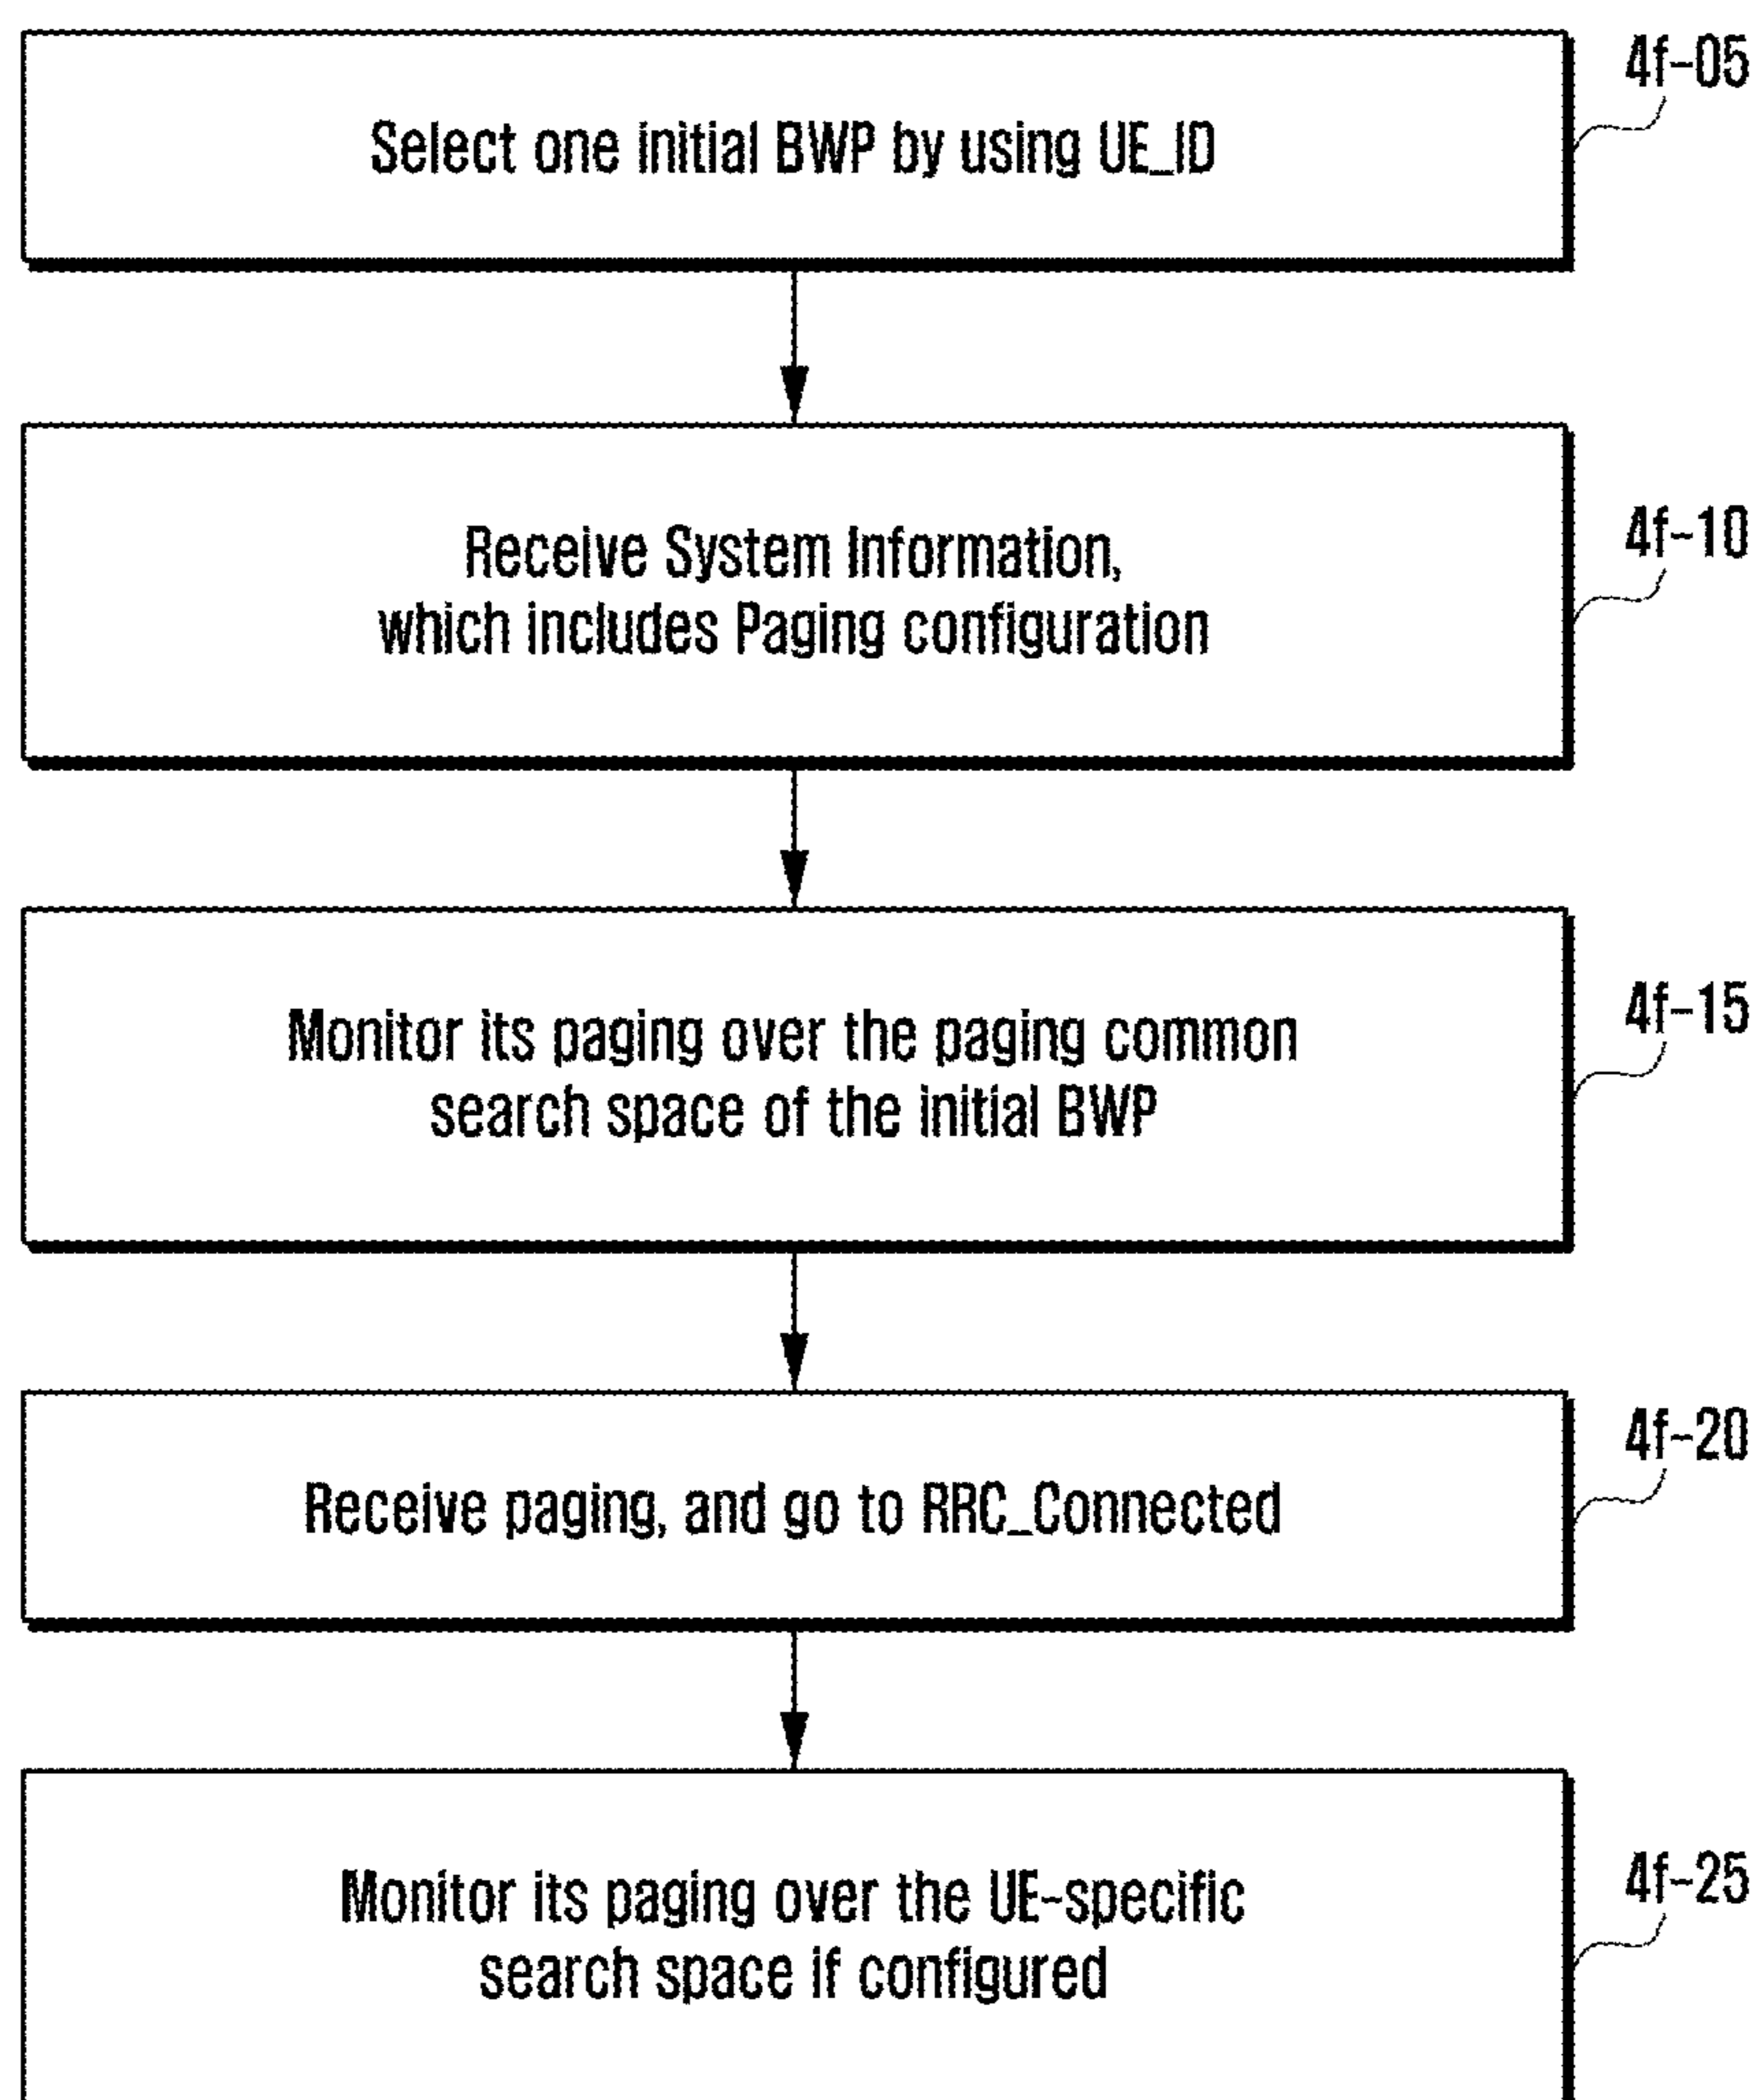 4f-05
Select one initial BWP by using UE_ID
4f-10
Receive System Information,
which includes Paging configuration
4f-15
Monitor its paging over the paging common
search space of the initial BWP
4f-20
Receive paging, and go to RRC_Connected
4f-25
Monitor its paging over the UE-specific
search space if configured